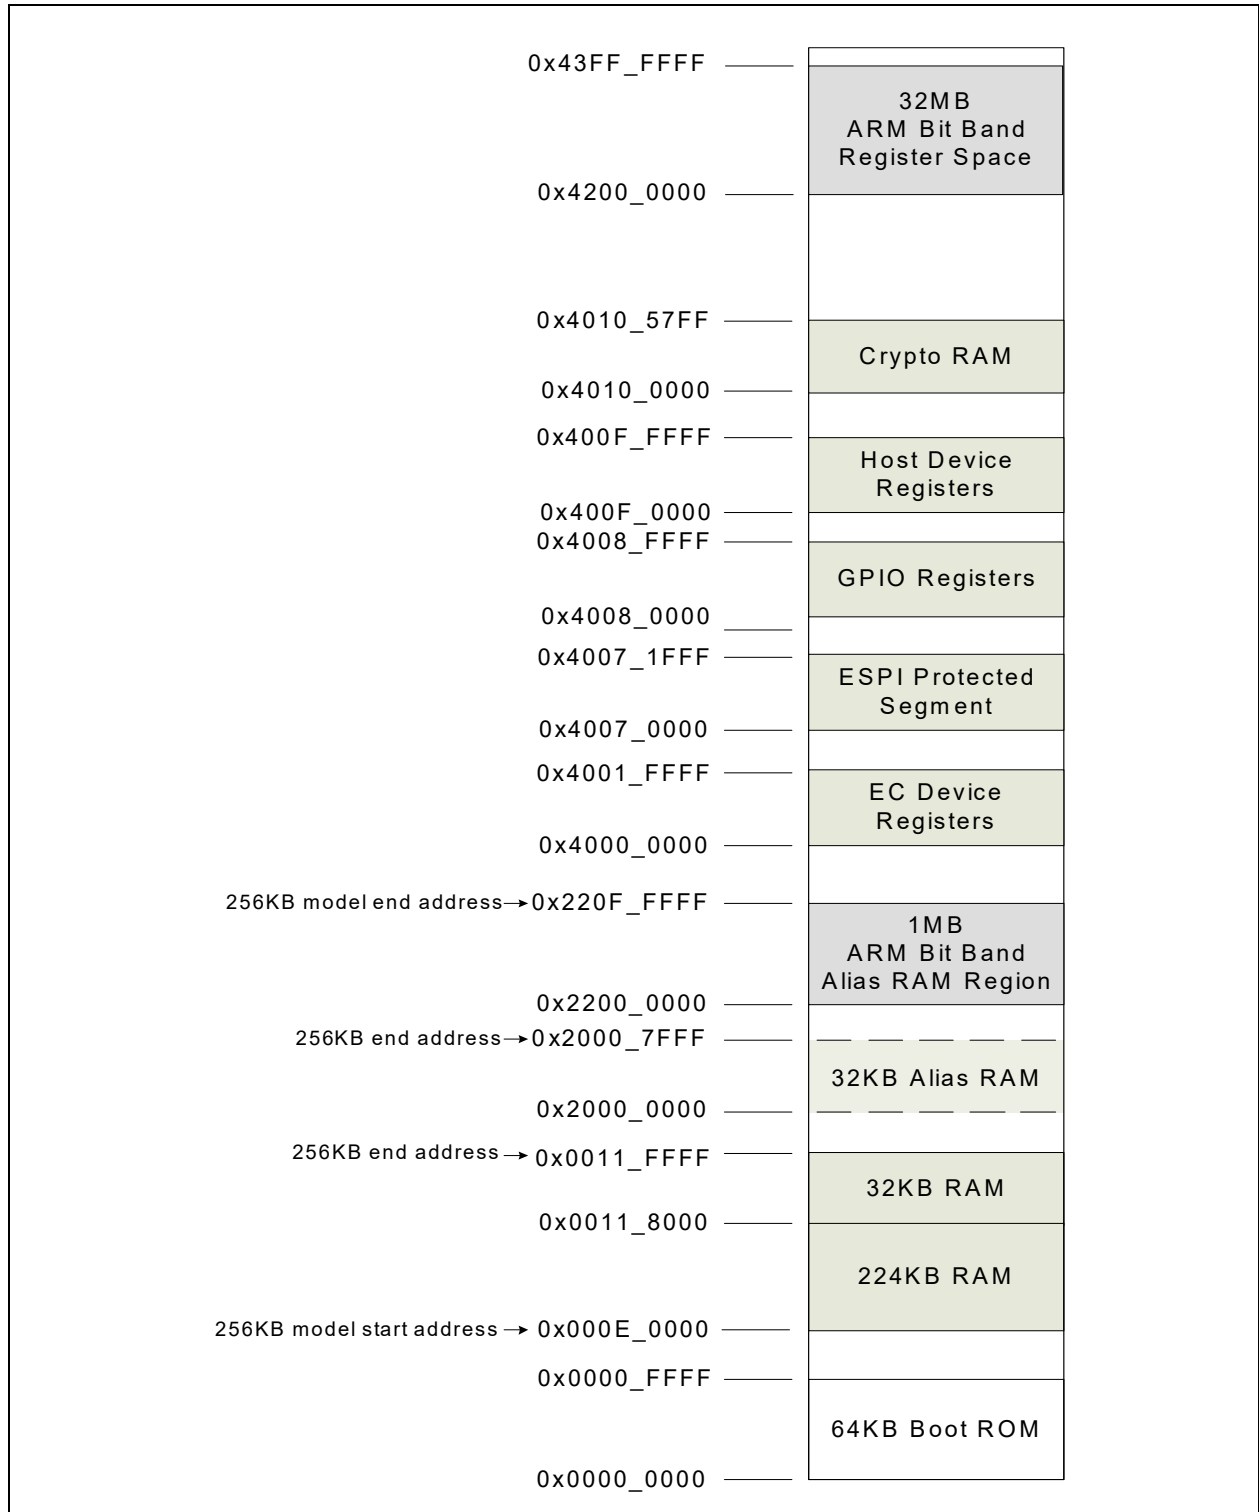 0x43FF_FFFF
32MB
ARM Bit Band
Register Space
0x4200_0000
0x4010_57FF
Crypto RAM
0x4010_0000
0x400F_FFFF
Host Device
Registers
0x400F_0000
0x4008_FFFF
GPIO Registers
0x4008_0000
0x4007_1FFF
ESPI Protected
Segment
0x4007_0000
0x4001_FFFF
EC Device
Registers
0x4000_0000
256KB model end address 0x220F_FFFF
1MB
ARM Bit Band
Alias RAM Region
0x2200_0000
256KB end address 0x2000_7FFF
32KB Alias RAM
0x2000_0000
256KB end address 0x0011_FFFF
32KB RAM
0x0011_8000
224KB RAM
256KB model start address 0x000E_0000
0x0000_FFFF
64KB Boot ROM
0x0000_0000